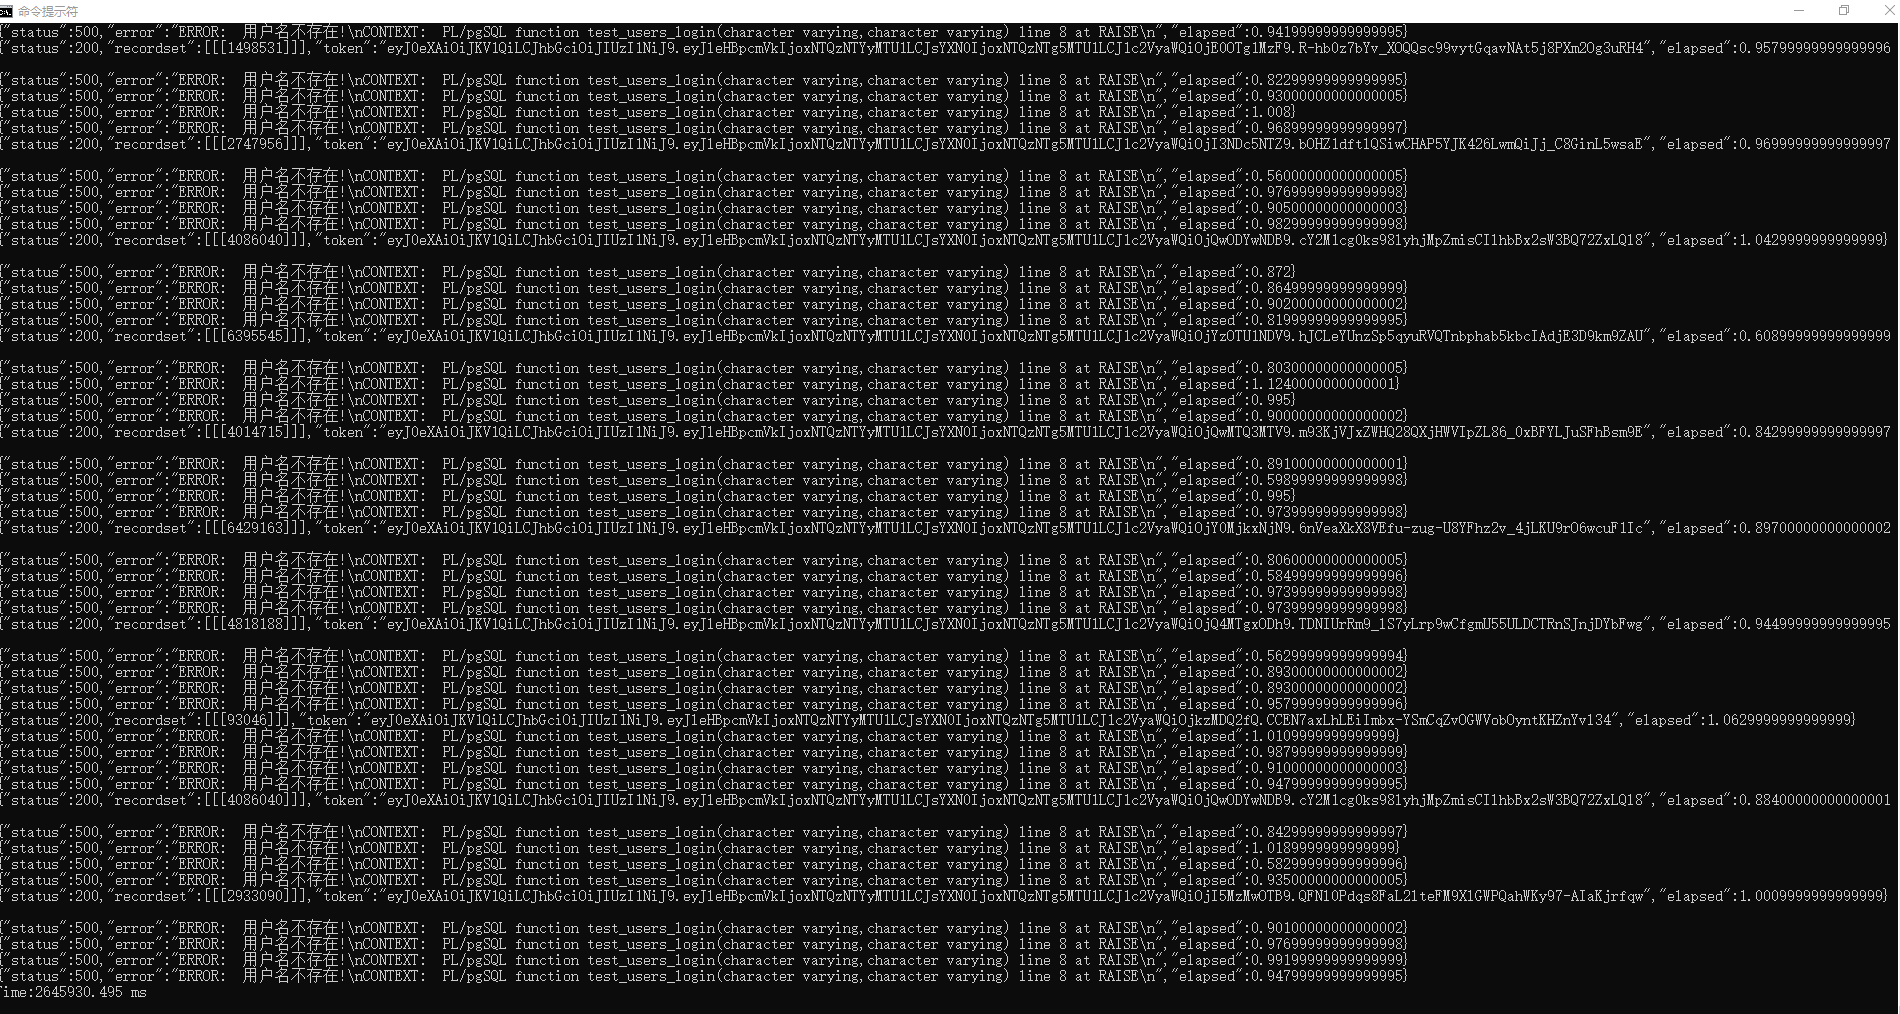 命令提示符
{"status":500,"error":"ERROR:  用户名不存在!\nCONTEXT:  PL/pgSQL function test_users_login(character varying,character varying) line 8 at RAISE\n","elapsed":0.94199999999999995}
{"status":200,"recordset":[[[1498531]]],"token":"eyJ0eXAiOiJKV1QiLCJhbGciOiJIUzI1NiJ9.eyJleHBpcmVkIjoxNTQzNTYyMTU1LCJsYXN0IjoxNTQzNTg5MTU1LCJ1c2VyaWQiOjE0OTg1MzF9.R-hb0z7bYv_XOQQsc99vytGqavNAt5j8PXm2Og3uRH4","elapsed":0.95799999999999996
{"status":500,"error":"ERROR:  用户名不存在!\nCONTEXT:  PL/pgSQL function test_users_login(character varying,character varying) line 8 at RAISE\n","elapsed":0.82299999999999995}
{"status":500,"error":"ERROR:  用户名不存在!\nCONTEXT:  PL/pgSQL function test_users_login(character varying,character varying) line 8 at RAISE\n","elapsed":0.93000000000000005}
{"status":500,"error":"ERROR:  用户名不存在!\nCONTEXT:  PL/pgSQL function test_users_login(character varying,character varying) line 8 at RAISE\n","elapsed":1.008}
{"status":500,"error":"ERROR:  用户名不存在!\nCONTEXT:  PL/pgSQL function test_users_login(character varying,character varying) line 8 at RAISE\n","elapsed":0.96899999999999997}
{"status":200,"recordset":[[[2747956]]],"token":"eyJ0eXAiOiJKV1QiLCJhbGciOiJIUzI1NiJ9.eyJleHBpcmVkIjoxNTQzNTYyMTU1LCJsYXN0IjoxNTQzNTg5MTU1LCJ1c2VyaWQiOjI3NDc5NTZ9.bOHZ1dft1QSiwCHAP5YJK426LwmQiJj_C8GinL5wsaE","elapsed":0.96999999999999997
{"status":500,"error":"ERROR:  用户名不存在!\nCONTEXT:  PL/pgSQL function test_users_login(character varying,character varying) line 8 at RAISE\n","elapsed":0.56000000000000005}
{"status":500,"error":"ERROR:  用户名不存在!\nCONTEXT:  PL/pgSQL function test_users_login(character varying,character varying) line 8 at RAISE\n","elapsed":0.97699999999999998}
{"status":500,"error":"ERROR:  用户名不存在!\nCONTEXT:  PL/pgSQL function test_users_login(character varying,character varying) line 8 at RAISE\n","elapsed":0.90500000000000003}
{"status":500,"error":"ERROR:  用户名不存在!\nCONTEXT:  PL/pgSQL function test_users_login(character varying,character varying) line 8 at RAISE\n","elapsed":0.98299999999999998}
{"status":200,"recordset":[[[4086040]]],"token":"eyJ0eXAiOiJKV1QiLCJhbGciOiJIUzI1NiJ9.eyJleHBpcmVkIjoxNTQzNTYyMTU1LCJsYXN0IjoxNTQzNTg5MTU1LCJ1c2VyaWQiOjQwODYwNDB9.cY2M1cg0ks981yhjMpZmisCI1hbBx2sW3BQ72ZxLQ18","elapsed":1.0429999999999999}
{"status":500,"error":"ERROR:  用户名不存在!\nCONTEXT:  PL/pgSQL function test_users_login(character varying,character varying) line 8 at RAISE\n","elapsed":0.872}
{"status":500,"error":"ERROR:  用户名不存在!\nCONTEXT:  PL/pgSQL function test_users_login(character varying,character varying) line 8 at RAISE\n","elapsed":0.86499999999999999}
{"status":500,"error":"ERROR:  用户名不存在!\nCONTEXT:  PL/pgSQL function test_users_login(character varying,character varying) line 8 at RAISE\n","elapsed":0.90200000000000002}
{"status":500,"error":"ERROR:  用户名不存在!\nCONTEXT:  PL/pgSQL function test_users_login(character varying,character varying) line 8 at RAISE\n","elapsed":0.81999999999999995}
{"status":200,"recordset":[[[6395545]]],"token":"eyJ0eXAiOiJKV1QiLCJhbGciOiJIUzI1NiJ9.eyJleHBpcmVkIjoxNTQzNTYyMTU1LCJsYXN0IjoxNTQzNTg5MTU1LCJ1c2VyaWQiOjYzOTU1NDV9.hJCLeYUnzSp5qyuRVQTnbphab5kbcIAdjE3D9km9ZAU","elapsed":0.60899999999999999
{"status":500,"error":"ERROR:  用户名不存在!\nCONTEXT:  PL/pgSQL function test_users_login(character varying,character varying) line 8 at RAISE\n","elapsed":0.80300000000000005}
{"status":500,"error":"ERROR:  用户名不存在!\nCONTEXT:  PL/pgSQL function test_users_login(character varying,character varying) line 8 at RAISE\n","elapsed":1.1240000000000001}
{"status":500,"error":"ERROR:  用户名不存在!\nCONTEXT:  PL/pgSQL function test_users_login(character varying,character varying) line 8 at RAISE\n","elapsed":0.995}
{"status":500,"error":"ERROR:  用户名不存在!\nCONTEXT:  PL/pgSQL function test_users_login(character varying,character varying) line 8 at RAISE\n","elapsed":0.90000000000000002}
{"status":200,"recordset":[[[4014715]]],"token":"eyJ0eXAiOiJKV1QiLCJhbGciOiJIUzI1NiJ9.eyJleHBpcmVkIjoxNTQzNTYyMTU1LCJsYXN0IjoxNTQzNTg5MTU1LCJ1c2VyaWQiOjQwMTQ3MTV9.m93KjVJxZWHQ28QXjHWVIpZL86_0xBFYLJuSFhBsm9E","elapsed":0.84299999999999997
{"status":500,"error":"ERROR:  用户名不存在!\nCONTEXT:  PL/pgSQL function test_users_login(character varying,character varying) line 8 at RAISE\n","elapsed":0.89100000000000001}
{"status":500,"error":"ERROR:  用户名不存在!\nCONTEXT:  PL/pgSQL function test_users_login(character varying,character varying) line 8 at RAISE\n","elapsed":0.59899999999999998}
{"status":500,"error":"ERROR:  用户名不存在!\nCONTEXT:  PL/pgSQL function test_users_login(character varying,character varying) line 8 at RAISE\n","elapsed":0.995}
{"status":500,"error":"ERROR:  用户名不存在!\nCONTEXT:  PL/pgSQL function test_users_login(character varying,character varying) line 8 at RAISE\n","elapsed":0.97399999999999998}
{"status":200,"recordset":[[[6429163]]],"token":"eyJ0eXAiOiJKV1QiLCJhbGciOiJIUzI1NiJ9.eyJleHBpcmVkIjoxNTQzNTYyMTU1LCJsYXN0IjoxNTQzNTg5MTU1LCJ1c2VyaWQiOjY0MjkxNjN9.6nVeaXkX8VEfu-zug-U8YFhz2v_4jLKU9rO6wcuF1Ic","elapsed":0.89700000000000002
{"status":500,"error":"ERROR:  用户名不存在!\nCONTEXT:  PL/pgSQL function test_users_login(character varying,character varying) line 8 at RAISE\n","elapsed":0.80600000000000005}
{"status":500,"error":"ERROR:  用户名不存在!\nCONTEXT:  PL/pgSQL function test_users_login(character varying,character varying) line 8 at RAISE\n","elapsed":0.58499999999999996}
{"status":500,"error":"ERROR:  用户名不存在!\nCONTEXT:  PL/pgSQL function test_users_login(character varying,character varying) line 8 at RAISE\n","elapsed":0.97399999999999998}
{"status":500,"error":"ERROR:  用户名不存在!\nCONTEXT:  PL/pgSQL function test_users_login(character varying,character varying) line 8 at RAISE\n","elapsed":0.97399999999999998}
{"status":200,"recordset":[[[4818188]]],"token":"eyJ0eXAiOiJKV1QiLCJhbGciOiJIUzI1NiJ9.eyJleHBpcmVkIjoxNTQzNTYyMTU1LCJsYXN0IjoxNTQzNTg5MTU1LCJ1c2VyaWQiOjQ4MTgxODh9.TDNIUrRm9_1S7yLrp9wCfgmU55ULDCTRnSJnjDYbFwg","elapsed":0.94499999999999995
{"status":500,"error":"ERROR:  用户名不存在!\nCONTEXT:  PL/pgSQL function test_users_login(character varying,character varying) line 8 at RAISE\n","elapsed":0.56299999999999994}
{"status":500,"error":"ERROR:  用户名不存在!\nCONTEXT:  PL/pgSQL function test_users_login(character varying,character varying) line 8 at RAISE\n","elapsed":0.89300000000000002}
{"status":500,"error":"ERROR:  用户名不存在!\nCONTEXT:  PL/pgSQL function test_users_login(character varying,character varying) line 8 at RAISE\n","elapsed":0.89300000000000002}
{"status":500,"error":"ERROR:  用户名不存在!\nCONTEXT:  PL/pgSQL function test_users_login(character varying,character varying) line 8 at RAISE\n","elapsed":0.95799999999999996}
{"status":200,"recordset":[[[93046]]],"token":"eyJ0eXAiOiJKV1QiLCJhbGciOiJIUzI1NiJ9.eyJleHBpcmVkIjoxNTQzNTYyMTU1LCJsYXN0IjoxNTQzNTg5MTU1LCJ1c2VyaWQiOjkzMDQ2fQ.CCEN7axLhLEiImbx-YSmCqZvOGWVobOyntKHZnYv134","elapsed":1.0629999999999999}
{"status":500,"error":"ERROR:  用户名不存在!\nCONTEXT:  PL/pgSQL function test_users_login(character varying,character varying) line 8 at RAISE\n","elapsed":1.0109999999999999}
{"status":500,"error":"ERROR:  用户名不存在!\nCONTEXT:  PL/pgSQL function test_users_login(character varying,character varying) line 8 at RAISE\n","elapsed":0.98799999999999999}
{"status":500,"error":"ERROR:  用户名不存在!\nCONTEXT:  PL/pgSQL function test_users_login(character varying,character varying) line 8 at RAISE\n","elapsed":0.91000000000000003}
{"status":500,"error":"ERROR:  用户名不存在!\nCONTEXT:  PL/pgSQL function test_users_login(character varying,character varying) line 8 at RAISE\n","elapsed":0.94799999999999995}
{"status":200,"recordset":[[[4086040]]],"token":"eyJ0eXAiOiJKV1QiLCJhbGciOiJIUzI1NiJ9.eyJleHBpcmVkIjoxNTQzNTYyMTU1LCJsYXN0IjoxNTQzNTg5MTU1LCJ1c2VyaWQiOjQwODYwNDB9.cY2M1cg0ks981yhjMpZmisCI1hbBx2sW3BQ72ZxLQ18","elapsed":0.88400000000000001
{"status":500,"error":"ERROR:  用户名不存在!\nCONTEXT:  PL/pgSQL function test_users_login(character varying,character varying) line 8 at RAISE\n","elapsed":0.84299999999999997}
{"status":500,"error":"ERROR:  用户名不存在!\nCONTEXT:  PL/pgSQL function test_users_login(character varying,character varying) line 8 at RAISE\n","elapsed":1.0189999999999999}
{"status":500,"error":"ERROR:  用户名不存在!\nCONTEXT:  PL/pgSQL function test_users_login(character varying,character varying) line 8 at RAISE\n","elapsed":0.58299999999999996}
{"status":500,"error":"ERROR:  用户名不存在!\nCONTEXT:  PL/pgSQL function test_users_login(character varying,character varying) line 8 at RAISE\n","elapsed":0.93500000000000005}
{"status":200,"recordset":[[[2933090]]],"token":"eyJ0eXAiOiJKV1QiLCJhbGciOiJIUzI1NiJ9.eyJleHBpcmVkIjoxNTQzNTYyMTU1LCJsYXN0IjoxNTQzNTg5MTU1LCJ1c2VyaWQiOjI5MzMwOTB9.QFN10Pdqs8FaL21teFM9X1GWPQahWKy97-AIaKjrfqw","elapsed":1.0009999999999999}
{"status":500,"error":"ERROR:  用户名不存在!\nCONTEXT:  PL/pgSQL function test_users_login(character varying,character varying) line 8 at RAISE\n","elapsed":0.90100000000000002}
{"status":500,"error":"ERROR:  用户名不存在!\nCONTEXT:  PL/pgSQL function test_users_login(character varying,character varying) line 8 at RAISE\n","elapsed":0.97699999999999998}
{"status":500,"error":"ERROR:  用户名不存在!\nCONTEXT:  PL/pgSQL function test_users_login(character varying,character varying) line 8 at RAISE\n","elapsed":0.99199999999999999}
{"status":500,"error":"ERROR:  用户名不存在!\nCONTEXT:  PL/pgSQL function test_users_login(character varying,character varying) line 8 at RAISE\n","elapsed":0.94799999999999995}
Time:2645930.495 ms